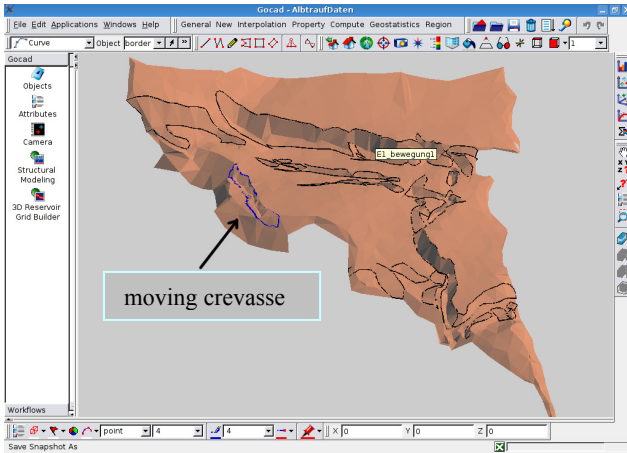 Gocad - AlbtraufDaten
File Edit Applications Windows Help General New Interpolation Property Compute Geostatistics Region
Curve Object border 1
Gocad
Objects
Attributes
Camera
Structural
Modeling
3D Reservoir
Grid Builder
El_bewegung1
moving crevasse
Workflows
point 4 4 X 0 Y 0 Z 0
Save Snapshot As